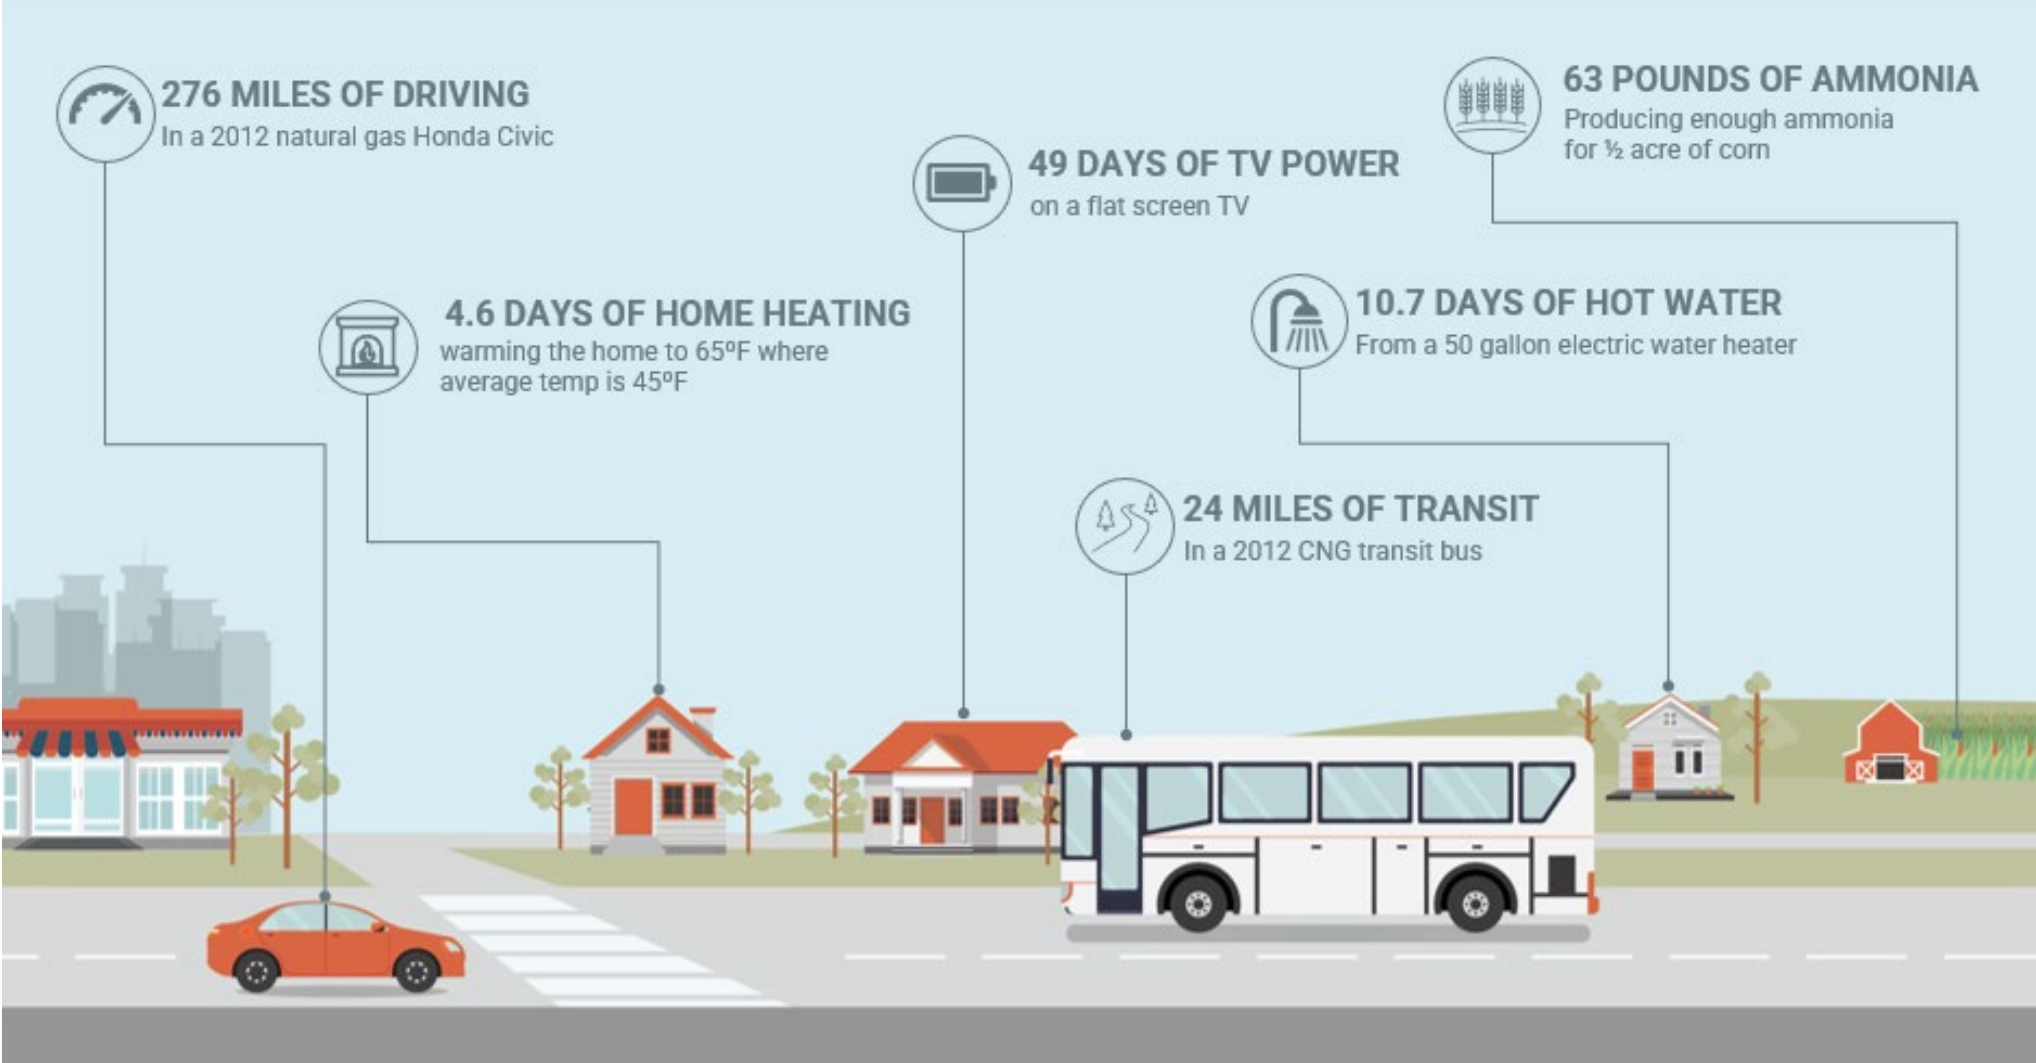 276 MILES OF DRIVING
In a 2012 natural gas Honda Civic
4.6 DAYS OF HOME HEATING
warming the home to 65ºF where
average temp is 45ºF
49 DAYS OF TV POWER
on a flat screen TV
63 POUNDS OF AMMONIA
Producing enough ammonia
for ½ acre of corn
10.7 DAYS OF HOT WATER
From a 50 gallon electric water heater
24 MILES OF TRANSIT
In a 2012 CNG transit bus